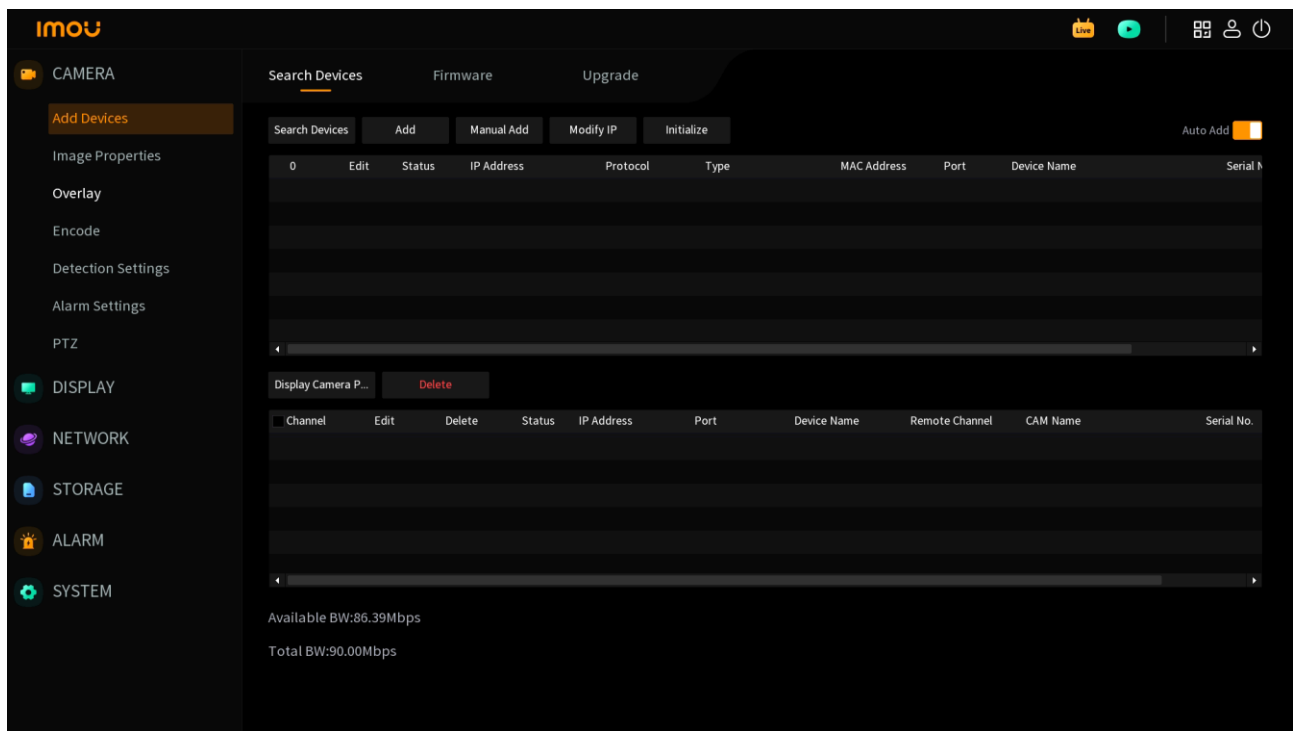 imou
Live
CAMERA
Search Devices Firmware Upgrade
Add Devices
Search Devices Add Manual Add Modify IP Initialize Auto Add
Image Properties
0 Edit Status IP Address Protocol Type MAC Address Port Device Name Serial N
Overlay
Encode
Detection Settings
Alarm Settings
PTZ
DISPLAY
Display Camera P... Delete
Channel Edit Delete Status IP Address Port Device Name Remote Channel CAM Name Serial No.
NETWORK
STORAGE
ALARM
SYSTEM
Available BW:86.39Mbps
Total BW:90.00Mbps